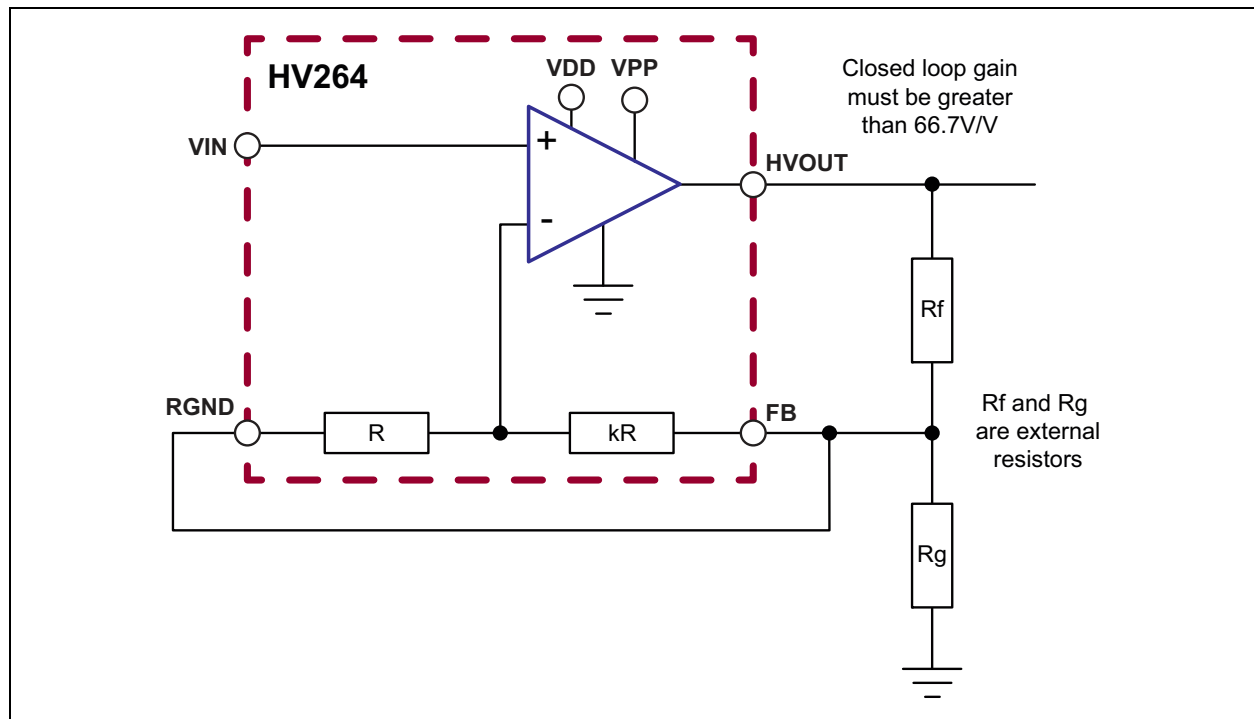 HV264
VDD
VPP
Closed loop gain
must be greater
than 66.7V/V
VIN
+
HVOUT
-
Rf
RGND
R
kR
FB
Rf and Rg
are external
resistors
Rg